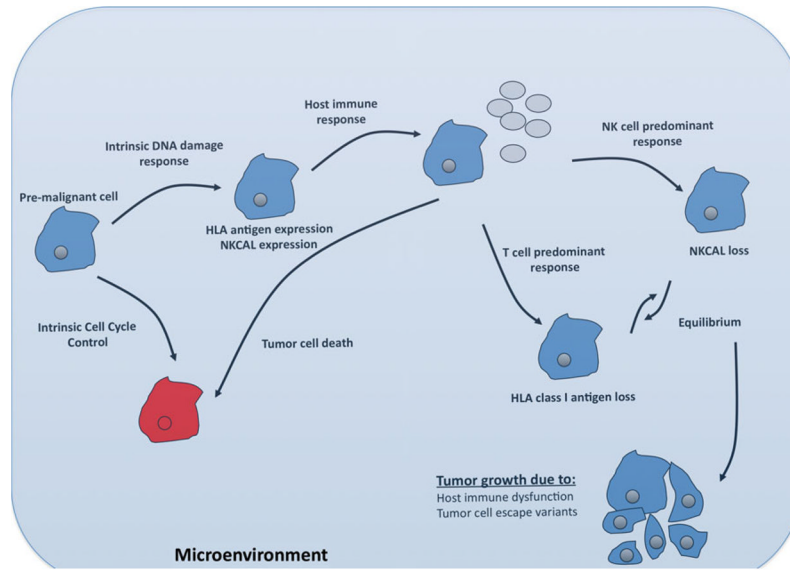 Host immune
response
NK cell predominant
response
Intrinsic DNA damage
response
Pre-malignant cell
HLA antigen expression
NKCAL expression
T cell predominant
response
NKCAL loss
Intrinsic Cell Cycle
Control
Tumor cell death
Equilibrium
HLA class I antigen loss
Tumor growth due to:
Host immune dysfunction
Tumor cell escape variants
Microenvironment